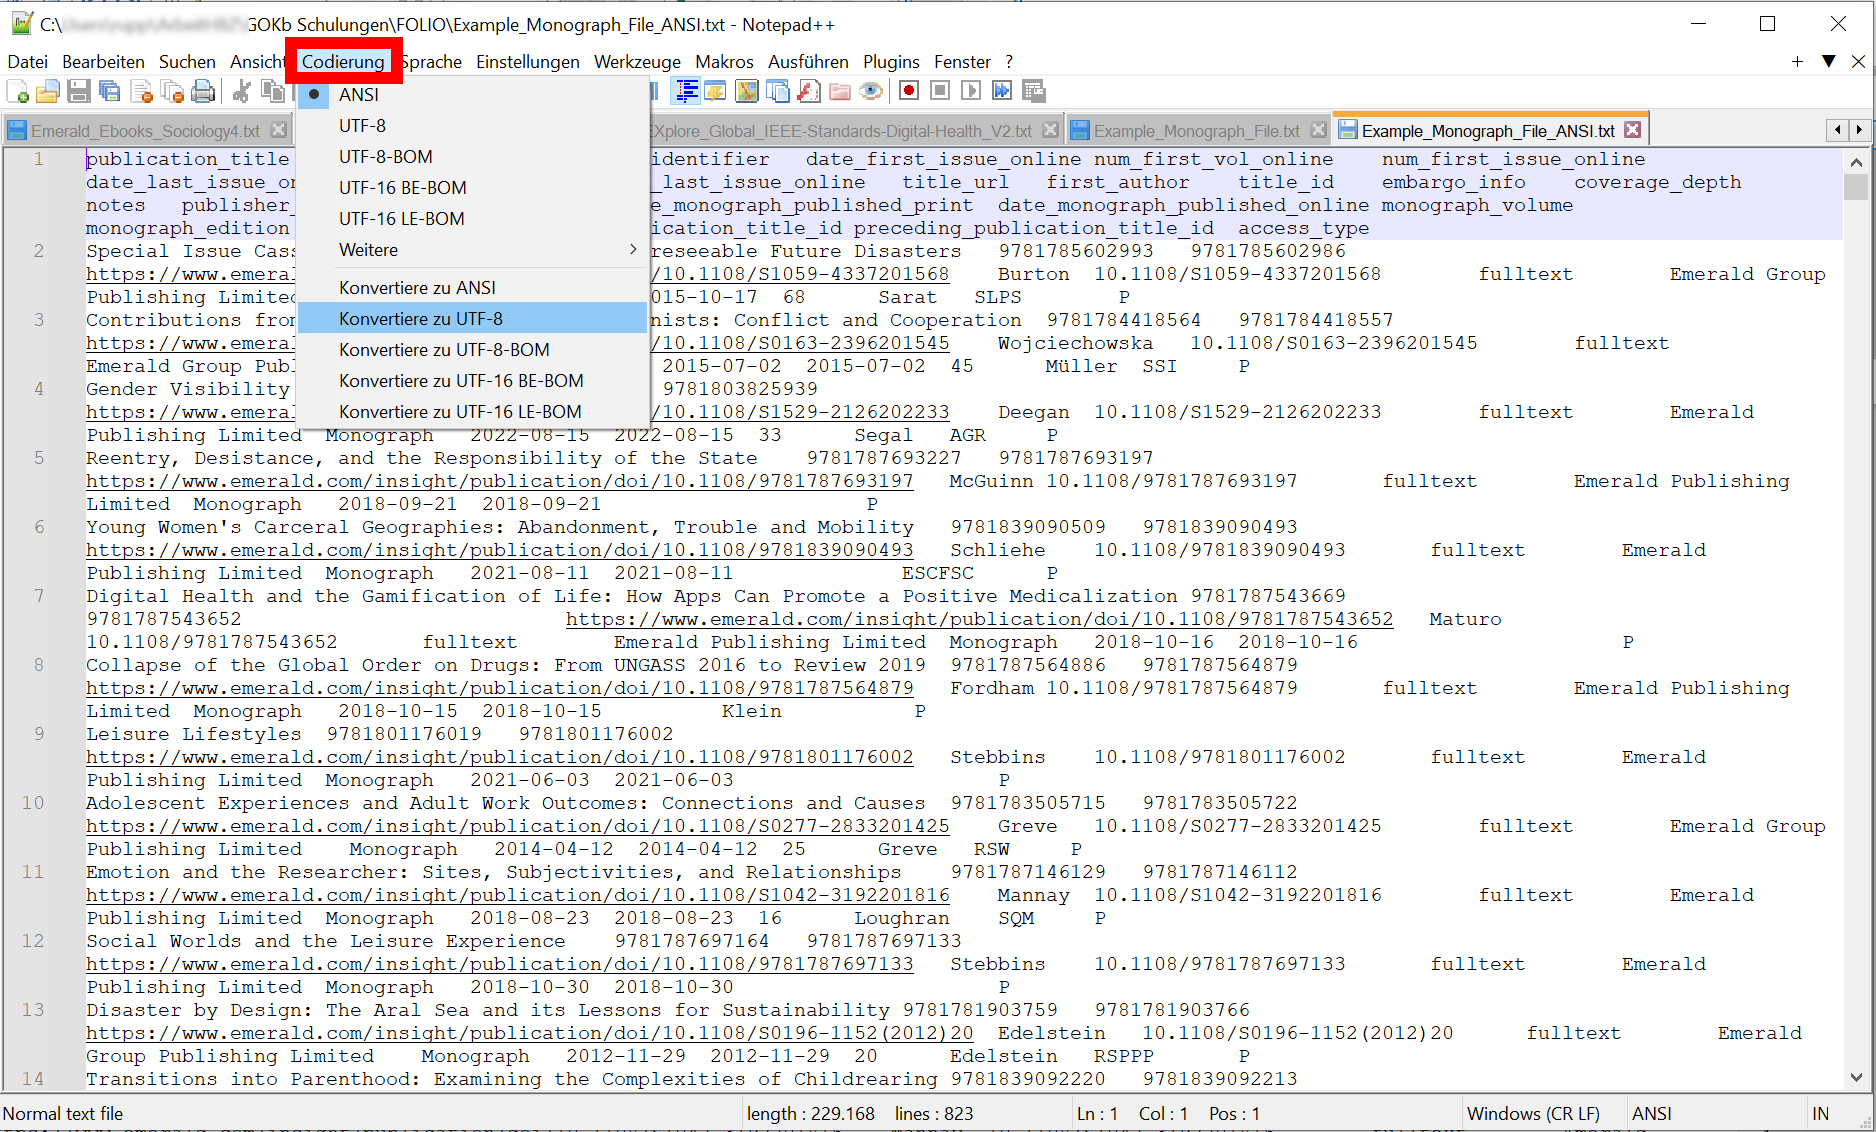 C:\ GOKb Schulungen\FOLIO\Example_Monograph_File_ANSI.txt - Notepad++
Datei Bearbeiten Suchen Ansicht Codierung Sprache Einstellungen Werkzeuge Makros Ausführen Plugins Fenster ?
ANSI
UTF-8
UTF-8-BOM
UTF-16 BE-BOM
UTF-16 LE-BOM
Weitere
Konvertiere zu ANSI
Konvertiere zu UTF-8
Konvertiere zu UTF-8-BOM
Konvertiere zu UTF-16 BE-BOM
Konvertiere zu UTF-16 LE-BOM
Emerald_Ebooks_Sociology4.txt EXplore_Global_IEEE-Standards-Digital-Health_V2.txt Example_Monograph_File.txt Example_Monograph_File_ANSI.txt
1 publication_title identifier date_first_issue_online num_first_vol_online num_first_issue_online
date_last_issue_on _last_issue_online title_url first_author title_id embargo_info coverage_depth
notes publisher_ e_monograph_published_print date_monograph_published_online monograph_volume
monograph_edition ication_title_id preceding_publication_title_id access_type
2 Special Issue Cass reseeable Future Disasters 9781785602993 9781785602986
https://www.emeral /10.1108/S1059-4337201568 Burton 10.1108/S1059-4337201568 fulltext Emerald Group
Publishing Limited 015-10-17 68 Sarat SLPS P
3 Contributions from nists: Conflict and Cooperation 9781784418564 9781784418557
https://www.emeral /10.1108/S0163-2396201545 Wojciechowska 10.1108/S0163-2396201545 fulltext
Emerald Group Publ 2015-07-02 2015-07-02 45 Müller SSI P
4 Gender Visibility 9781803825939
https://www.emeral /10.1108/S1529-2126202233 Deegan 10.1108/S1529-2126202233 fulltext Emerald
Publishing Limited Monograph 2022-08-15 2022-08-15 33 Segal AGR P
5 Reentry, Desistance, and the Responsibility of the State 9781787693227 9781787693197
https://www.emerald.com/insight/publication/doi/10.1108/9781787693197 McGuinn 10.1108/9781787693197 fulltext Emerald Publishing
Limited Monograph 2018-09-21 2018-09-21 P
6 Young Women's Carceral Geographies: Abandonment, Trouble and Mobility 9781839090509 9781839090493
https://www.emerald.com/insight/publication/doi/10.1108/9781839090493 Schliehe 10.1108/9781839090493 fulltext Emerald
Publishing Limited Monograph 2021-08-11 2021-08-11 ESCFSC P
7 Digital Health and the Gamification of Life: How Apps Can Promote a Positive Medicalization 9781787543669
9781787543652 https://www.emerald.com/insight/publication/doi/10.1108/9781787543652 Maturo
10.1108/9781787543652 fulltext Emerald Publishing Limited Monograph 2018-10-16 2018-10-16 P
8 Collapse of the Global Order on Drugs: From UNGASS 2016 to Review 2019 9781787564886 9781787564879
https://www.emerald.com/insight/publication/doi/10.1108/9781787564879 Fordham 10.1108/9781787564879 fulltext Emerald Publishing
Limited Monograph 2018-10-15 2018-10-15 Klein P
9 Leisure Lifestyles 9781801176019 9781801176002
https://www.emerald.com/insight/publication/doi/10.1108/9781801176002 Stebbins 10.1108/9781801176002 fulltext Emerald
Publishing Limited Monograph 2021-06-03 2021-06-03 P
10 Adolescent Experiences and Adult Work Outcomes: Connections and Causes 9781783505715 9781783505722
https://www.emerald.com/insight/publication/doi/10.1108/S0277-2833201425 Greve 10.1108/S0277-2833201425 fulltext Emerald Group
Publishing Limited Monograph 2014-04-12 2014-04-12 25 Greve RSW P
11 Emotion and the Researcher: Sites, Subjectivities, and Relationships 9781787146129 9781787146112
https://www.emerald.com/insight/publication/doi/10.1108/S1042-3192201816 Mannay 10.1108/S1042-3192201816 fulltext Emerald
Publishing Limited Monograph 2018-08-23 2018-08-23 16 Loughran SQM P
12 Social Worlds and the Leisure Experience 9781787697164 9781787697133
https://www.emerald.com/insight/publication/doi/10.1108/9781787697133 Stebbins 10.1108/9781787697133 fulltext Emerald
Publishing Limited Monograph 2018-10-30 2018-10-30 P
13 Disaster by Design: The Aral Sea and its Lessons for Sustainability 9781781903759 9781781903766
https://www.emerald.com/insight/publication/doi/10.1108/S0196-1152(2012)20 Edelstein 10.1108/S0196-1152(2012)20 fulltext Emerald
Group Publishing Limited Monograph 2012-11-29 2012-11-29 20 Edelstein RSPPP P
14 Transitions into Parenthood: Examining the Complexities of Childrearing 9781839092220 9781839092213
Normal text file length : 229.168 lines : 823 Ln : 1 Col : 1 Pos : 1 Windows (CR LF) ANSI IN